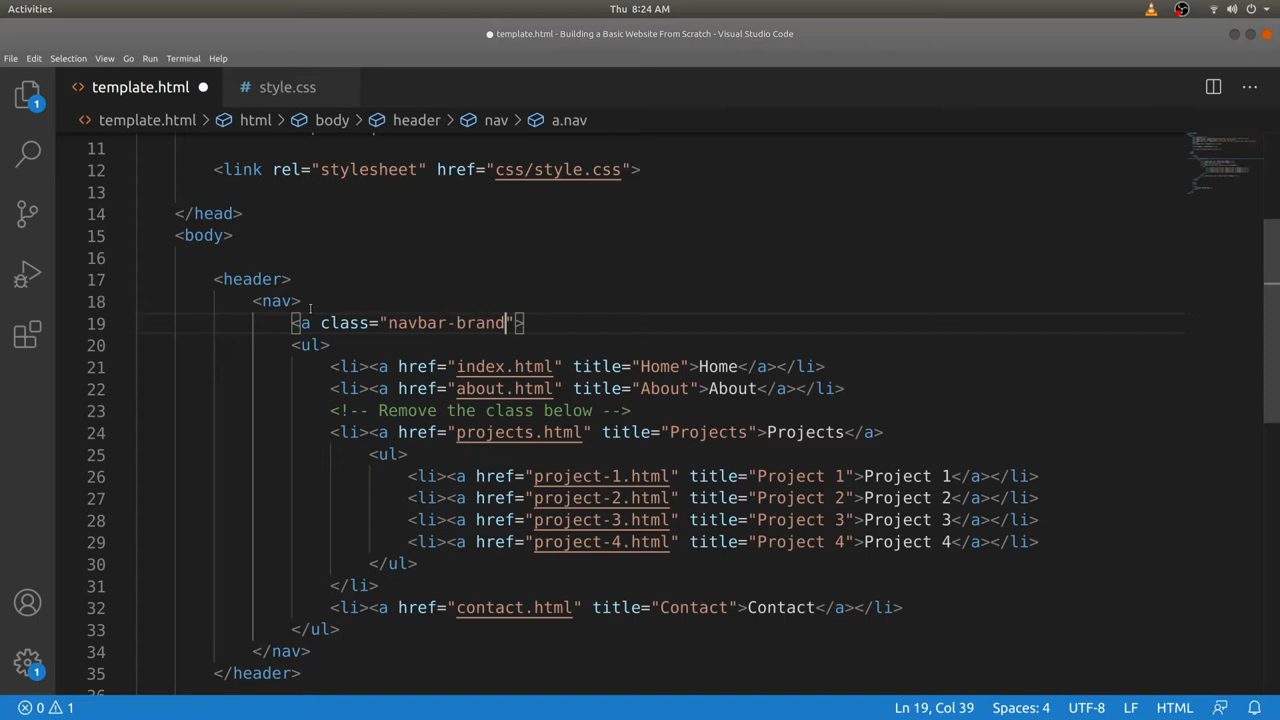 Activities
Thu 8:24 AM
● template.html - Building a Basic Website From Scratch - Visual Studio Code
File Edit Selection View Go Run Terminal Help
<> template.html ● # style.css
1
<> template.html > html > body > header > nav > a.nav
11
12 <link rel="stylesheet" href="css/style.css">
13
14 </head>
15 <body>
16
17 <header>
18 <nav>
19 <a class="navbar-brand">
20 <ul>
21 <li><a href="index.html" title="Home">Home</a></li>
22 <li><a href="about.html" title="About">About</a></li>
23 <!-- Remove the class below -->
24 <li><a href="projects.html" title="Projects">Projects</a>
25 <ul>
26 <li><a href="project-1.html" title="Project 1">Project 1</a></li>
27 <li><a href="project-2.html" title="Project 2">Project 2</a></li>
28 <li><a href="project-3.html" title="Project 3">Project 3</a></li>
29 <li><a href="project-4.html" title="Project 4">Project 4</a></li>
30 </ul>
31 </li>
32 <li><a href="contact.html" title="Contact">Contact</a></li>
33 </ul>
34 </nav>
35 </header>
1
0 1 Ln 19, Col 39 Spaces: 4 UTF-8 LF HTML